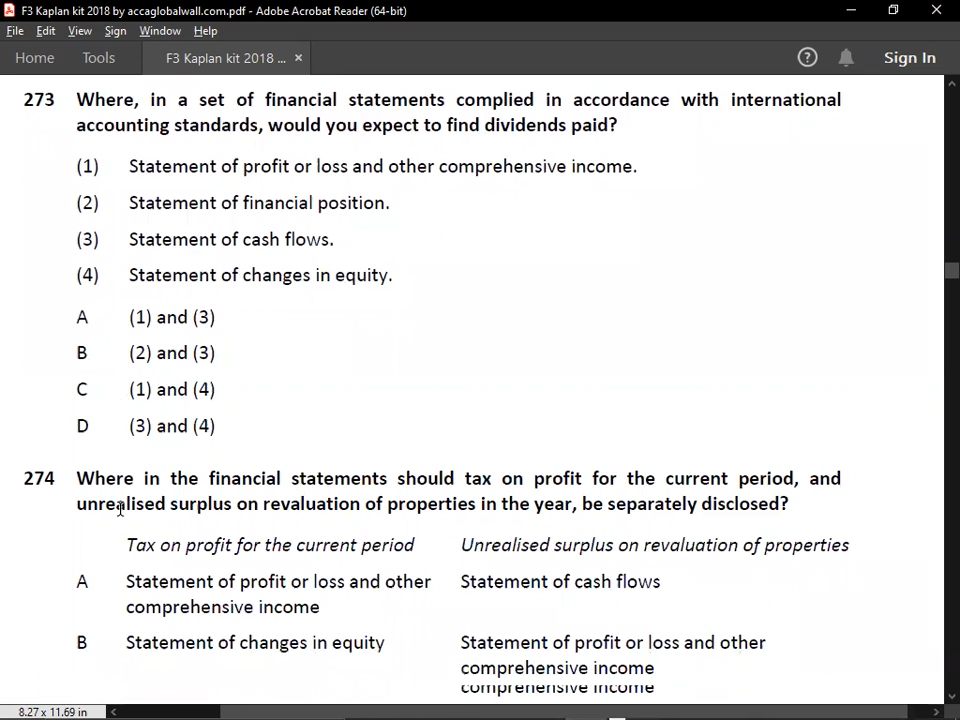 F3 Kaplan kit 2018 by accaglobalwall.com.pdf - Adobe Acrobat Reader (64-bit)
File Edit View Sign Window Help
Home Tools F3 Kaplan kit 2018 ... × Sign In
273 Where, in a set of financial statements complied in accordance with international
accounting standards, would you expect to find dividends paid?
(1) Statement of profit or loss and other comprehensive income.
(2) Statement of financial position.
(3) Statement of cash flows.
(4) Statement of changes in equity.
A (1) and (3)
B (2) and (3)
C (1) and (4)
D (3) and (4)
274 Where in the financial statements should tax on profit for the current period, and
unrealised surplus on revaluation of properties in the year, be separately disclosed?
Tax on profit for the current period Unrealised surplus on revaluation of properties
A Statement of profit or loss and other Statement of cash flows
comprehensive income
B Statement of changes in equity Statement of profit or loss and other
comprehensive income
comprehensive income
8.27 x 11.69 in